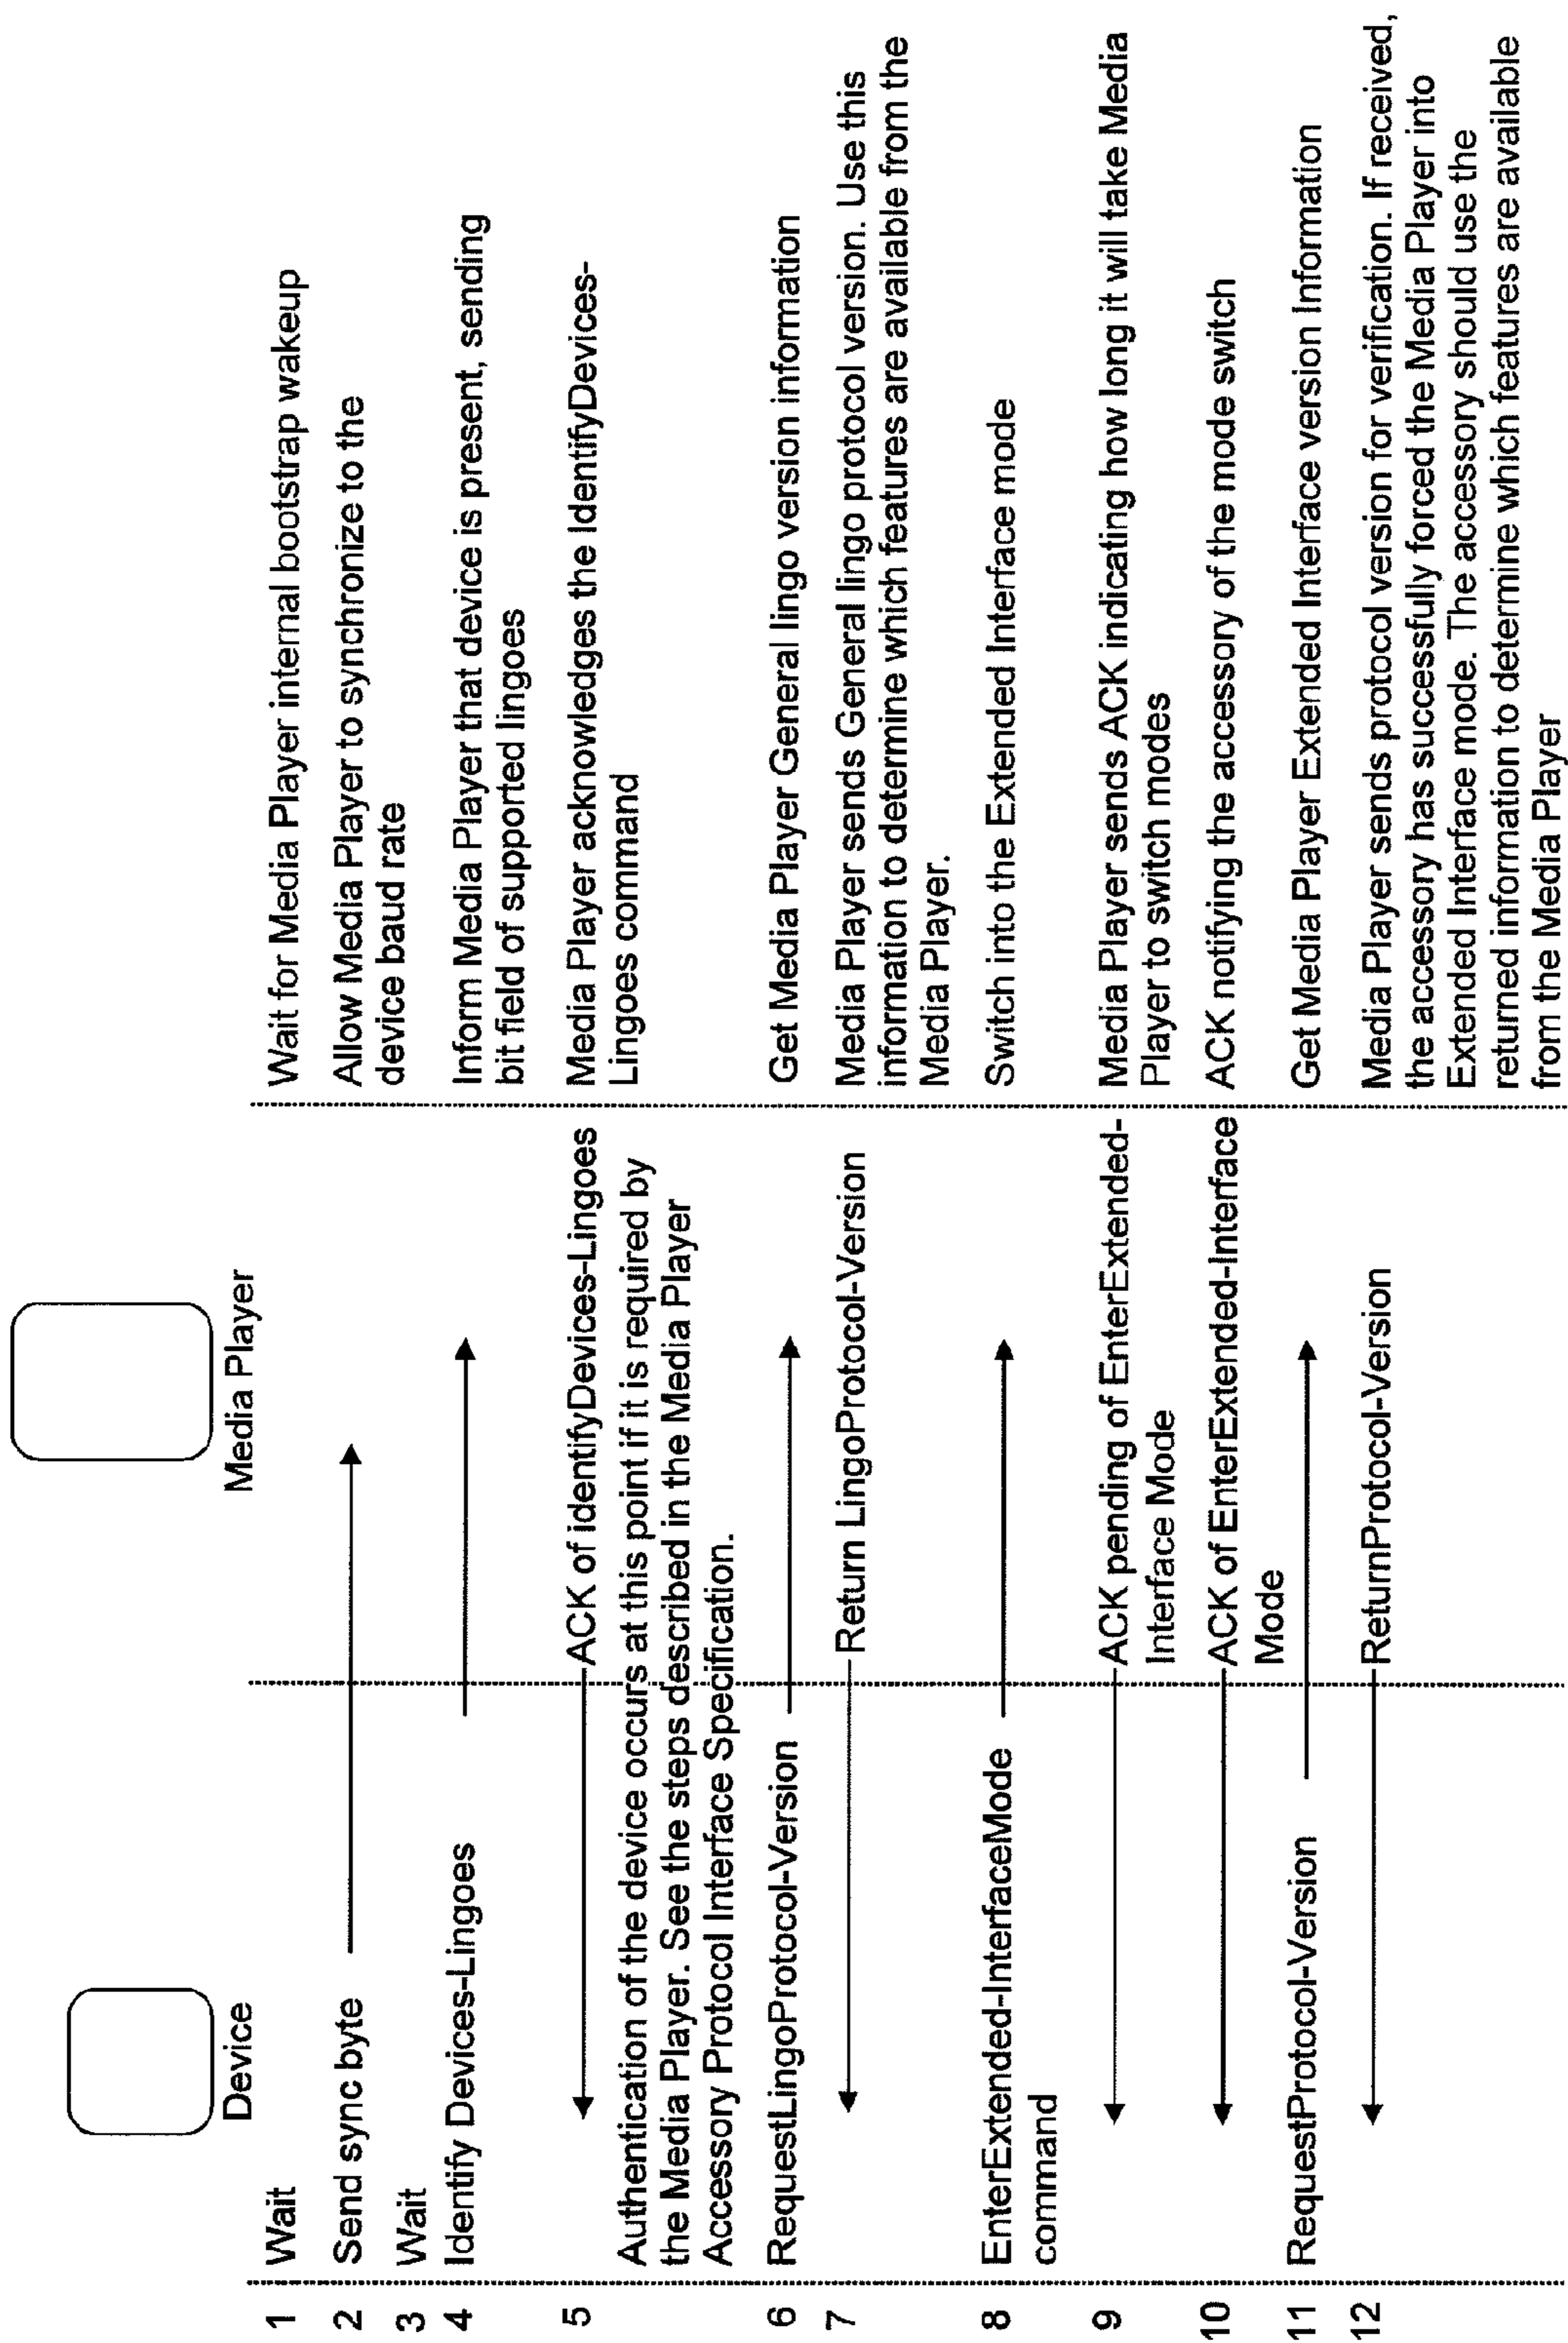 Device
Media Player
1 Wait
Wait for Media Player internal bootstrap wakeup
2 Send sync byte
Allow Media Player to synchronize to the
device baud rate
3 Wait
4 Identify Devices-Lingoes
Inform Media Player that device is present, sending
bit field of supported lingoes
5
ACK of identifyDevices-Lingoes
Media Player acknowledges the IdentifyDevices-
Lingoes command
Authentication of the device occurs at this point if it is required by
the Media Player. See the steps described in the Media Player
Accessory Protocol Interface Specification.
6 RequestLingoProtocol-Version
Get Media Player General lingo version information
7
Return LingoProtocol-Version
Media Player sends General lingo protocol version. Use this
information to determine which features are available from the
Media Player.
8 EnterExtended-InterfaceMode
command
Switch into the Extended Interface mode
9
ACK pending of EnterExtended-
Interface Mode
Media Player sends ACK indicating how long it will take Media
Player to switch modes
10
ACK of EnterExtended-Interface
Mode
ACK notifying the accessory of the mode switch
11 RequestProtocol-Version
Get Media Player Extended Interface version Information
12
ReturnProtocol-Version
Media Player sends protocol version for verification. If received,
the accessory has successfully forced the Media Player into
Extended Interface mode. The accessory should use the
returned information to determine which features are available
from the Media Player